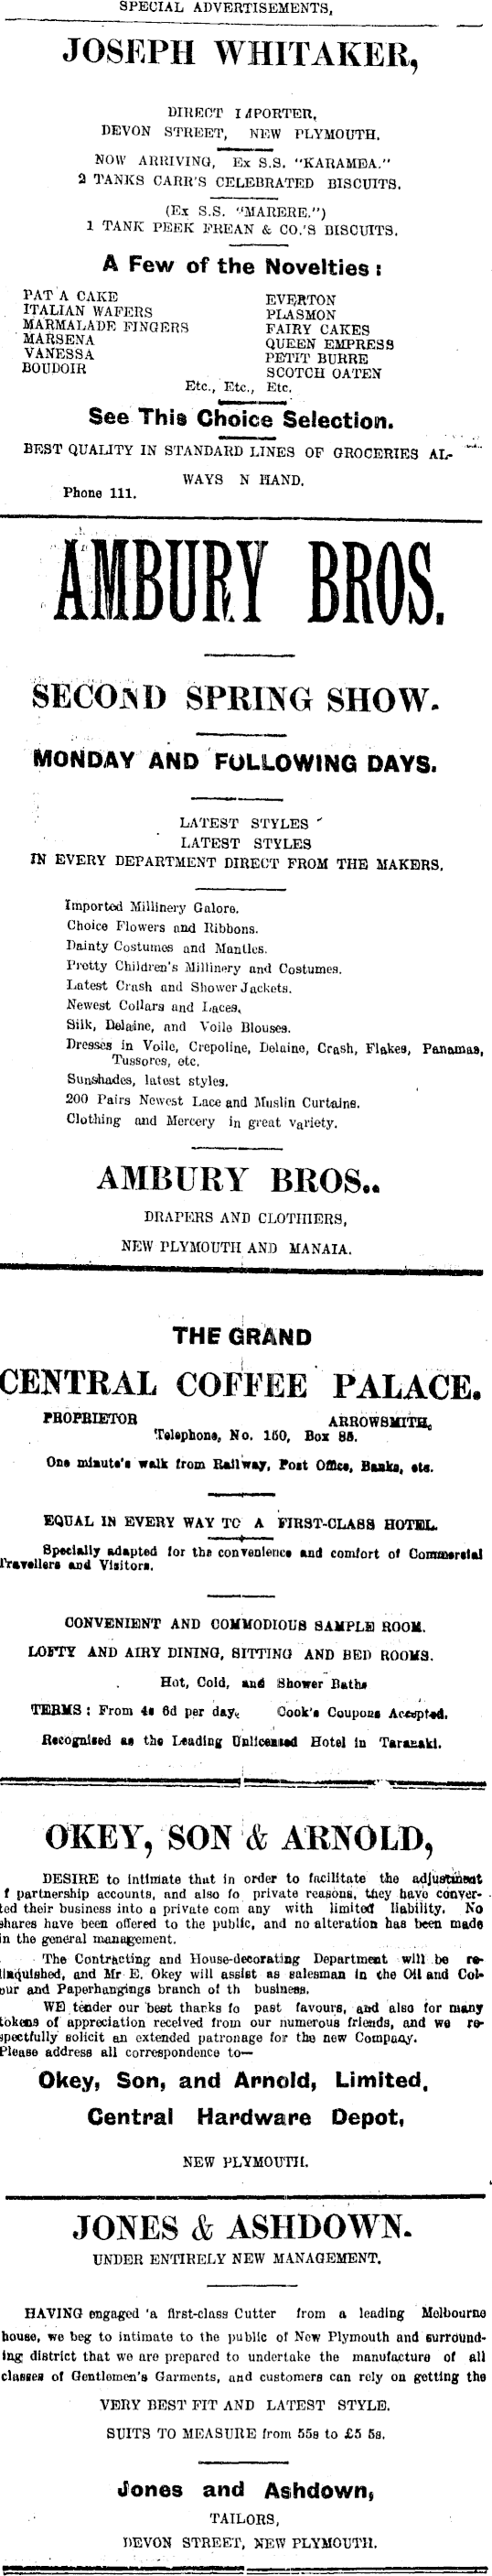 SPECIAL ADVERTISEMENTS,
JOSEPH WHITAKER,
DIRECT IMPORTER,
DEVON STREET, NEW PLYMOUTH.
NOW ARRIVING, Ex S.S. "KARAMEA."
2 TANKS CARR'S CELEBRATED BISCUITS.
(Ex S.S. "MARERE.")
1 TANK PEEK FREAN & CO.'S BISCUITS.
A Few of the Novelties:
PAT A CAKE
ITALIAN WAFERS
MARMALADE FINGERS
MARSENA
VANESSA
BOUDOIR
EVERTON
PLASMON
FAIRY CAKES
QUEEN EMPRESS
PETIT BURRE
SCOTCH OATEN
Etc., Etc., Etc.
See This Choice Selection.
BEST QUALITY IN STANDARD LINES OF GROCERIES AL-
WAYS N HAND.
Phone 111.
AMBURY BROS.
SECOND SPRING SHOW.
MONDAY AND FOLLOWING DAYS.
LATEST STYLES
LATEST STYLES
IN EVERY DEPARTMENT DIRECT FROM THE MAKERS.
Imported Millinery Galore.
Choice Flowers and Ribbons.
Dainty Costumes and Mantles.
Pretty Children's Millinery and Costumes.
Latest Crash and Shower Jackets.
Newest Collars and Laces,
Silk, Delaine, and Voile Blouses.
Dresses in Voile, Crepoline, Delaine, Crash, Flakes, Panamas,
Tussores, etc.
Sunshades, latest styles.
200 Pairs Newest Lace and Muslin Curtains.
Clothing and Mercery in great variety.
AMBURY BROS..
DRAPERS AND CLOTHIERS,
NEW PLYMOUTH AND MANAIA.
THE GRAND
CENTRAL COFFEE PALACE.
PROPRIETOR ARROWSMITH,
Telephone, No. 150, Box 85.
One minute's walk from Railway, Post Office, Banks, etc.
EQUAL IN EVERY WAY TO A FIRST-CLASS HOTEL.
Specially adapted for the convenience and comfort of Commercial
Travellers and Visitors.
CONVENIENT AND COMMODIOUS SAMPLE ROOM.
LOFTY AND AIRY DINING, SITTING AND BED ROOMS.
Hot, Cold, and Shower Baths
TERMS: From 4s 6d per day. Cook's Coupons Accepted.
Recognised as the Leading Unlicensed Hotel in Taranaki.
OKEY, SON & ARNOLD,
DESIRE to intimate that in order to facilitate the adjustment
f partnership accounts, and also fo private reasons, they have conver-
ted their business into a private com any with limited liability. No
shares have been offered to the public, and no alteration has been made
in the general management.
The Contracting and House-decorating Department will be re-
linquished, and Mr E. Okey will assist as salesman in the Oil and Col-
our and Paperhangings branch of th business.
WE tender our best thanks fo past favours, and also for many
tokens of appreciation received from our numerous friends, and we re-
spectfully solicit an extended patronage for the new Company.
Please address all correspondence to—
Okey, Son, and Arnold, Limited,
Central Hardware Depot,
NEW PLYMOUTH.
JONES & ASHDOWN.
UNDER ENTIRELY NEW MANAGEMENT.
HAVING engaged a first-class Cutter from a leading Melbourne
house, we beg to intimate to the public of New Plymouth and surround-
ing district that we are prepared to undertake the manufacture of all
classes of Gentlemen's Garments, and customers can rely on getting the
VERY BEST FIT AND LATEST STYLE.
SUITS TO MEASURE from 55s to £5 5s.
Jones and Ashdown,
TAILORS,
DEVON STREET, NEW PLYMOUTH.